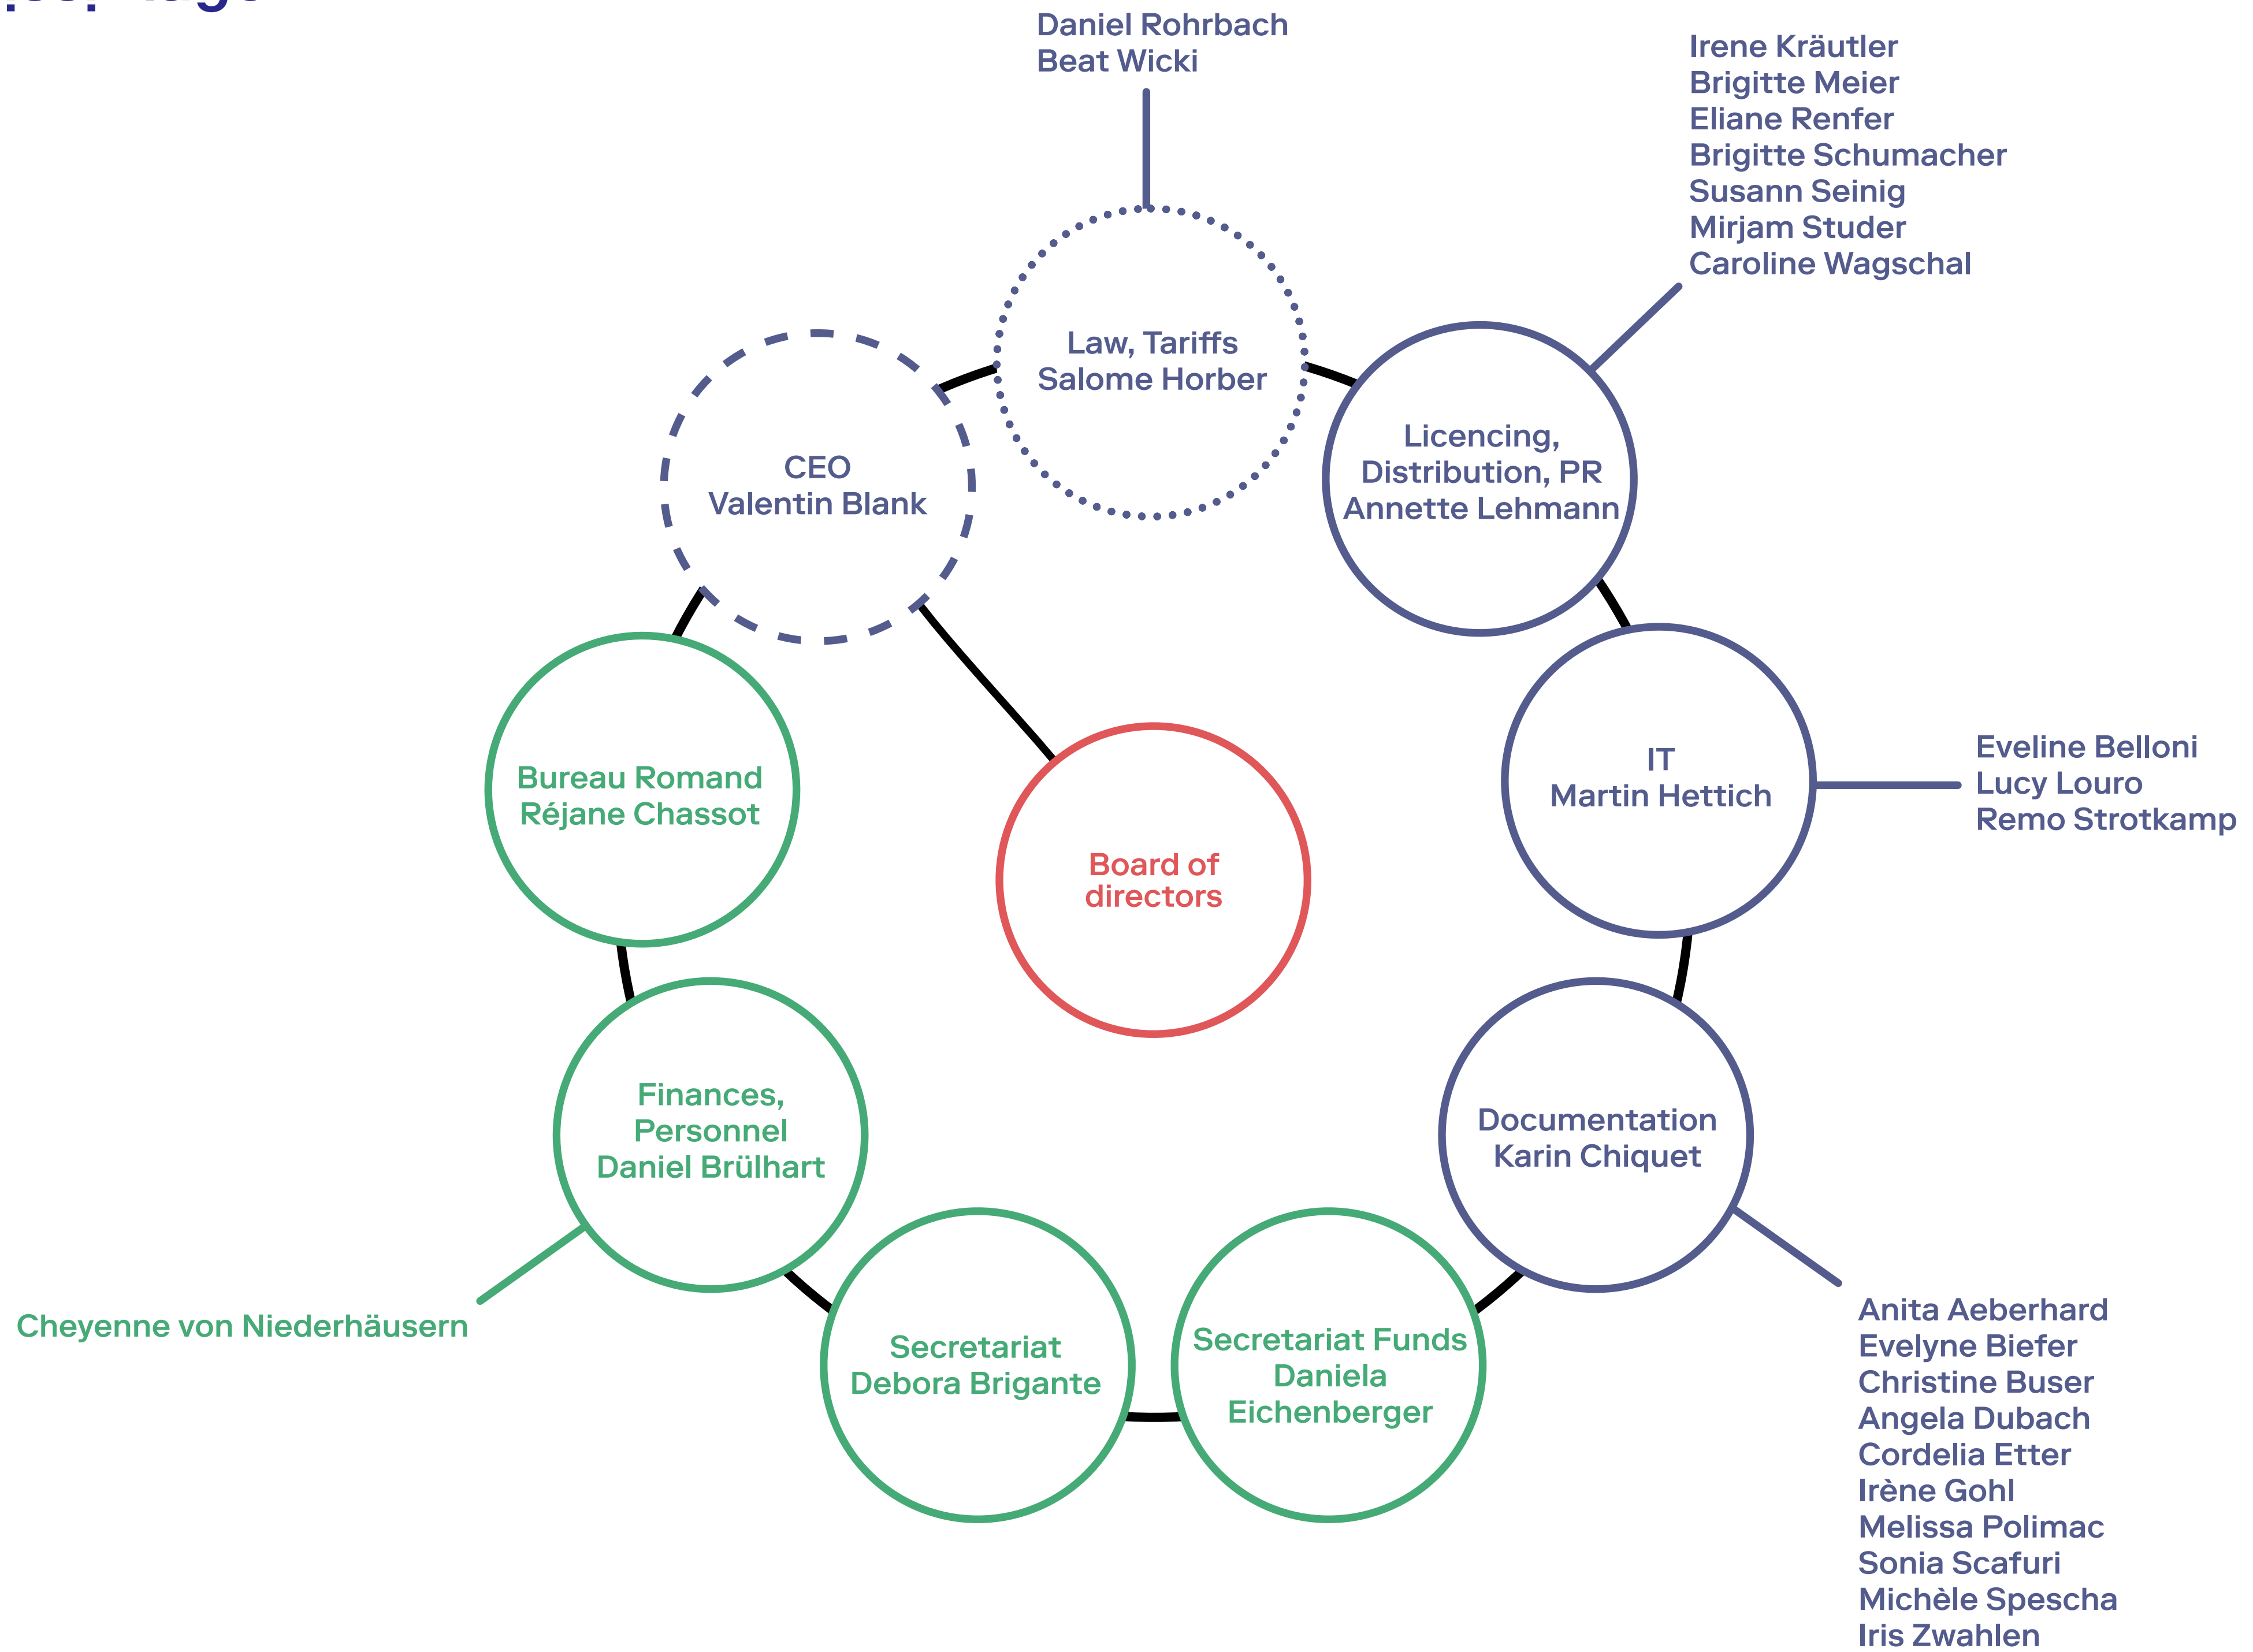 Daniel Rohrbach
Beat Wicki
Irene Kräutler
Brigitte Meier
Eliane Renfer
Brigitte Schumacher
Susann Seinig
Mirjam Studer
Caroline Wagschal
Law, Tariffs
Salome Horber
Licencing,
Distribution, PR
Annette Lehmann
CEO
Valentin Blank
IT
Martin Hettich
Eveline Belloni
Lucy Louro
Remo Strotkamp
Bureau Romand
Réjane Chassot
Board of
directors
Finances,
Personnel
Daniel Brülhart
Documentation
Karin Chiquet
Cheyenne von Niederhäusern
Secretariat
Debora Brigante
Secretariat Funds
Daniela
Eichenberger
Anita Aeberhard
Evelyne Biefer
Christine Buser
Angela Dubach
Cordelia Etter
Irène Gohl
Melissa Polimac
Sonia Scafuri
Michèle Spescha
Iris Zwahlen